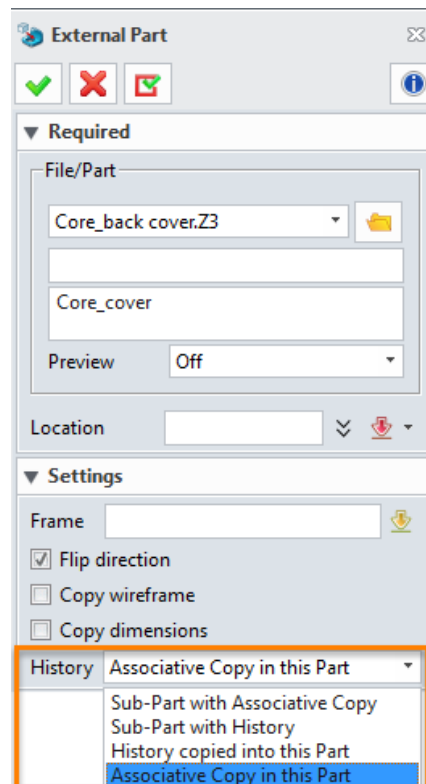 External Part
Required
File/Part
Core_back cover.Z3
Core_cover
Preview Off
Location
Settings
Frame
Flip direction
Copy wireframe
Copy dimensions
History Associative Copy in this Part
Sub-Part with Associative Copy
Sub-Part with History
History copied into this Part
Associative Copy in this Part